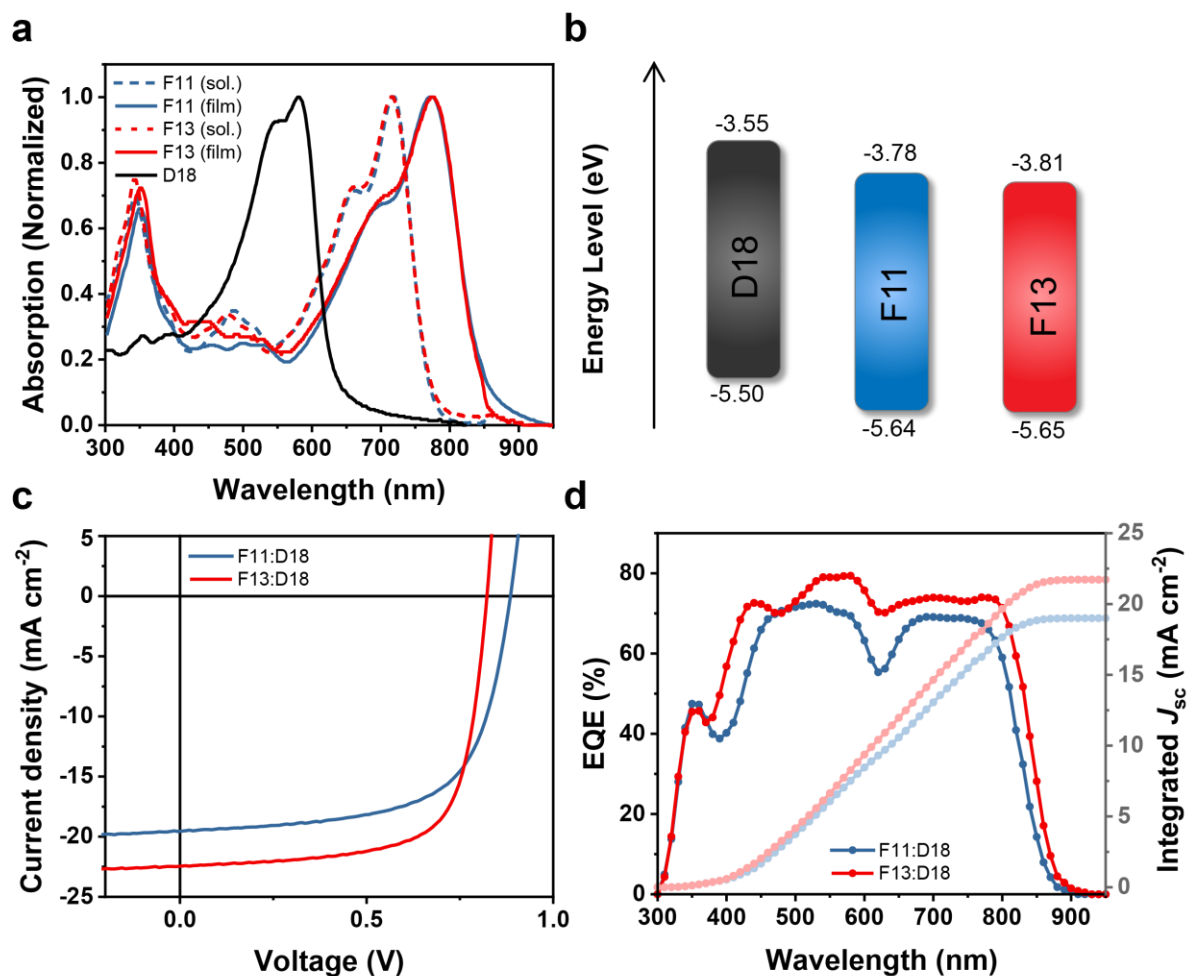 a
Absorption (Normalized)
1.0
0.8
0.6
0.4
0.2
0.0
F11 (sol.)
F11 (film)
F13 (sol.)
F13 (film)
D18
300 400 500 600 700 800 900
Wavelength (nm)
b
Energy Level (eV)
-3.55
-3.78
-3.81
D18
F11
F13
-5.50
-5.64
-5.65
c
Current density (mA cm-2)
5
0
-5
-10
-15
-20
-25
F11:D18
F13:D18
0.0 0.5 1.0
Voltage (V)
d
EQE (%)
80
60
40
20
0
F11:D18
F13:D18
25
20
15
10
5
0
Integrated Jsc (mA cm-2)
300 400 500 600 700 800 900
Wavelength (nm)